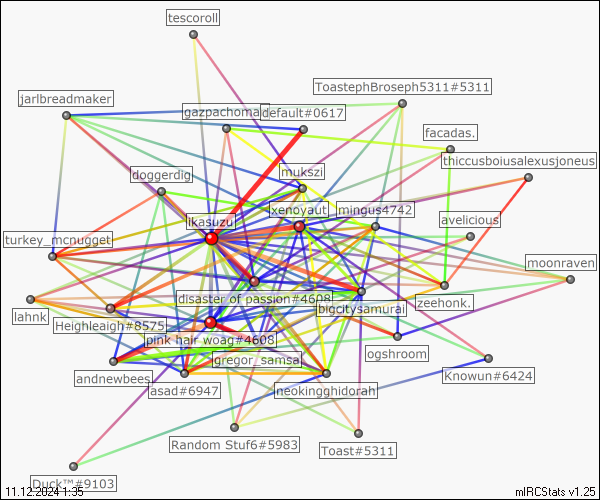 tescoroll
ToastephBroseph5311#5311
jarlbreadmaker
gazpachoma
default#0617
facadas.
thiccusboiusalexusjoneus
mukszi
doggerdig
xenoyaut
mingus4742
ikasuzu
avelicious
turkey_mcnugget
moonraven
disaster of passion#4608
zeehonk.
lahnk
bigcitysamurai
Heighleaigh#8575
pink hair woag#4608
ogshroom
gregor_samsa
andnewbees
Knowun#6424
asad#6947
neokingghidorah
Random Stuf6#5983
Toast#5311
Duck™#9103
11.12.2024 1:35
mIRCStats v1.25